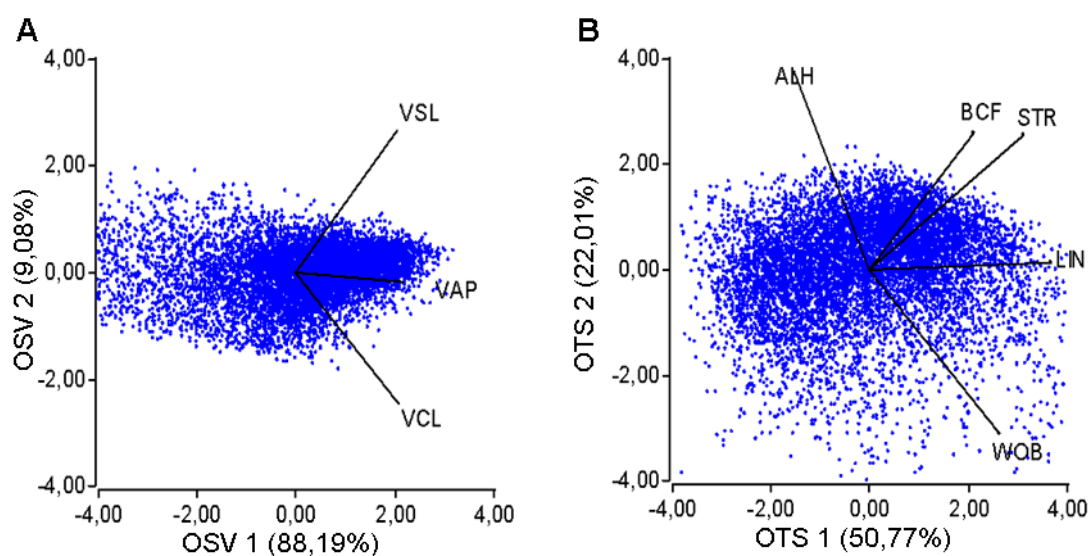 A
4,00
2,00
0,00
-2,00
-4,00
OSV 2 (9,08%)
VSL
VAP
VCL
-4,00
-2,00
0,00
2,00
4,00
OSV 1 (88,19%)
B
4,00
2,00
0,00
-2,00
-4,00
OTS 2 (22,01%)
ALH
BCF
STR
LIN
WOB
-4,00
-2,00
0,00
2,00
4,00
OTS 1 (50,77%)